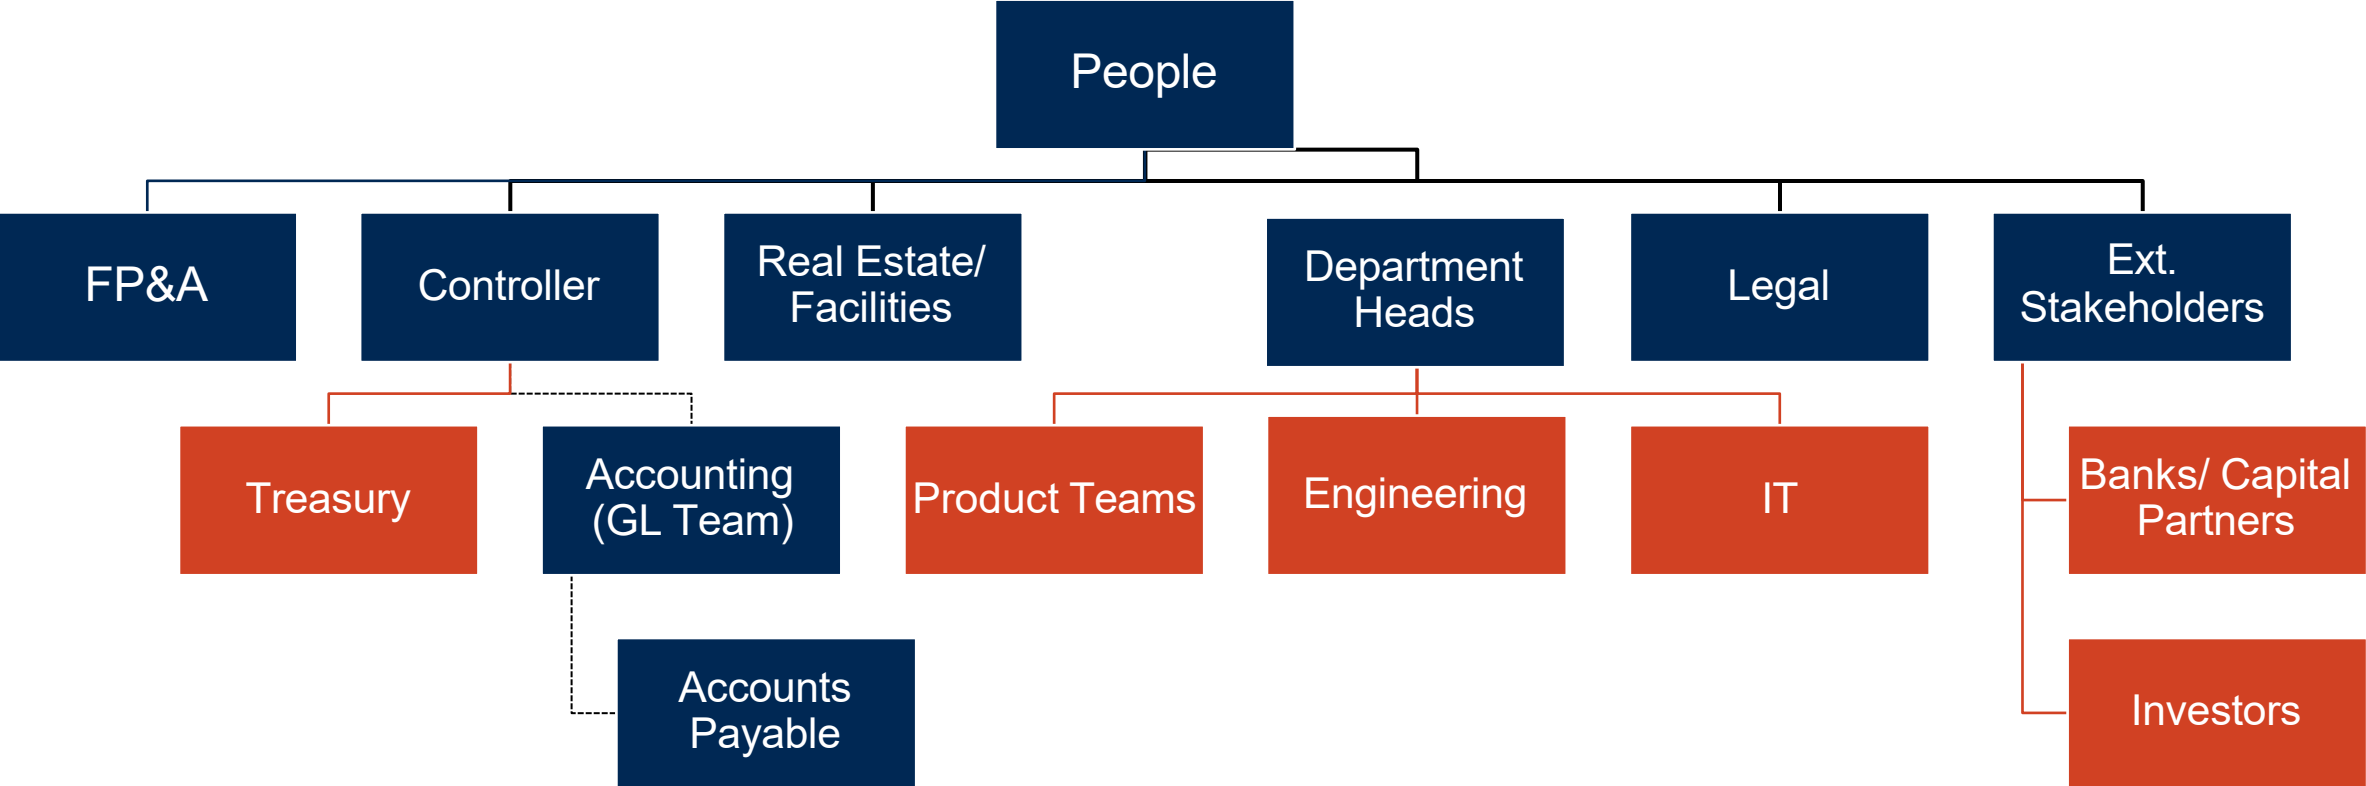 People
FP&A
Controller
Real Estate/
Facilities
Department
Heads
Legal
Ext.
Stakeholders
Treasury
Accounting
(GL Team)
Product Teams
Engineering
IT
Banks/ Capital
Partners
Accounts
Payable
Investors